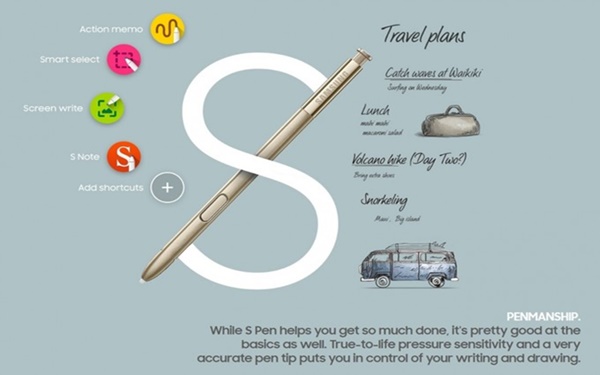 Action memo
Smart select
Screen write
S Note
Add shortcuts
S
SAMSUNG
Travel plans
Catch waves at Waikiki
Surfing on Wednesday
Lunch
mahi mahi
macaroni salad
Volcano hike (Day Two?)
Bring extra shoes
Snorkeling
Maui, Big island
PENMANSHIP.
While S Pen helps you get so much done, it's pretty good at the
basics as well. True-to-life pressure sensitivity and a very
accurate pen tip puts you in control of your writing and drawing.